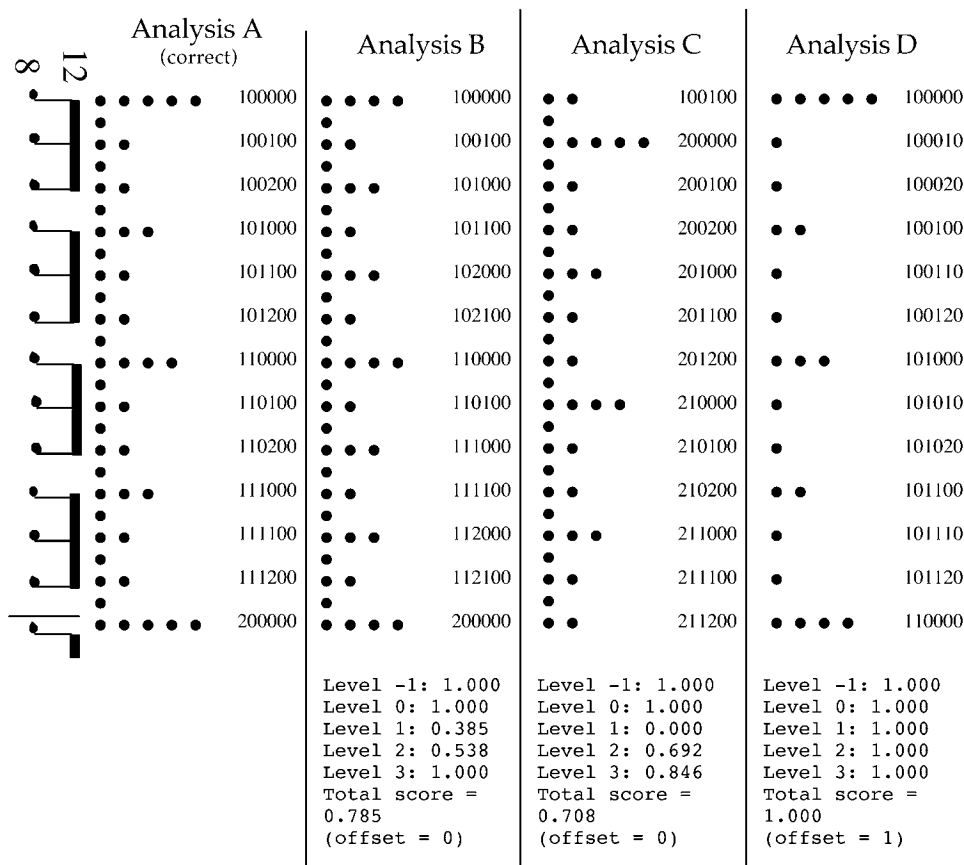 12
8
Analysis A
(correct)
100000
100100
100200
101000
101100
101200
110000
110100
110200
111000
111100
111200
200000
Analysis B
100000
100100
101000
101100
102000
102100
110000
110100
111000
111100
112000
112100
200000
Level -1: 1.000
Level 0: 1.000
Level 1: 0.385
Level 2: 0.538
Level 3: 1.000
Total score =
0.785
(offset = 0)
Analysis C
100100
200000
200100
200200
201000
201100
201200
210000
210100
210200
211000
211100
211200
Level -1: 1.000
Level 0: 1.000
Level 1: 0.000
Level 2: 0.692
Level 3: 0.846
Total score =
0.708
(offset = 0)
Analysis D
100000
100010
100020
100100
100110
100120
101000
101010
101020
101100
101110
101120
110000
Level -1: 1.000
Level 0: 1.000
Level 1: 1.000
Level 2: 1.000
Level 3: 1.000
Total score =
1.000
(offset = 1)